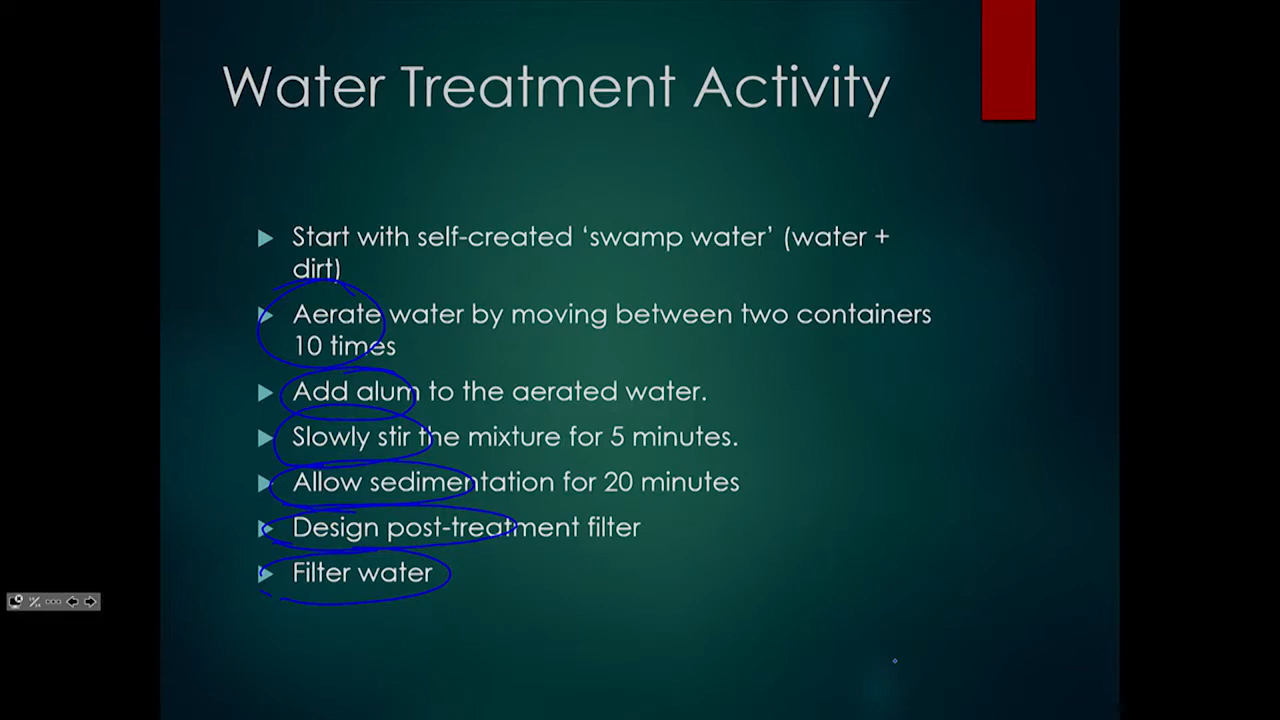 Water Treatment Activity
Start with self-created ‘swamp water’ (water +
dirt)
Aerate water by moving between two containers
10 times
Add alum to the aerated water.
Slowly stir the mixture for 5 minutes.
Allow sedimentation for 20 minutes
Design post-treatment filter
Filter water